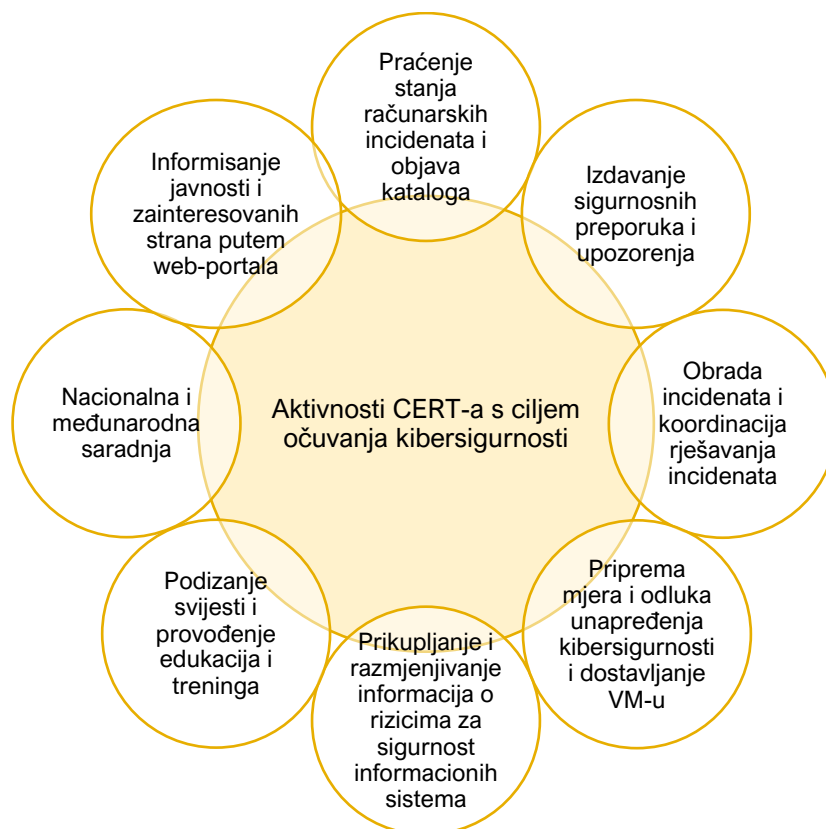 Praćenje
stanja
računarskih
incidenata i
objava
kataloga
Izdavanje
sigurnosnih
preporuka i
upozorenja
Obrada
incidenata i
koordinacija
rješavanja
incidenata
Priprema
mjera i odluka
unapređenja
kibersigurnosti
i dostavljanje
VM-u
Prikupljanje i
razmjenjivanje
informacija o
rizicima za
sigurnost
informacionih
sistema
Podizanje
svijesti i
provođenje
edukacija i
treninga
Nacionalna i
međunarodna
saradnja
Informisanje
javnosti i
zainteresovanih
strana putem
web-portala
Aktivnosti CERT-a s ciljem
očuvanja kibersigurnosti